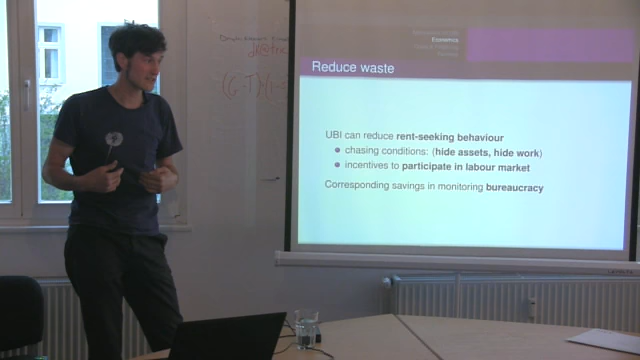 Economics
Reduce waste
UBI can reduce rent-seeking behaviour
chasing conditions: (hide assets, hide work)
incentives to participate in labour market
Corresponding savings in monitoring bureaucracy